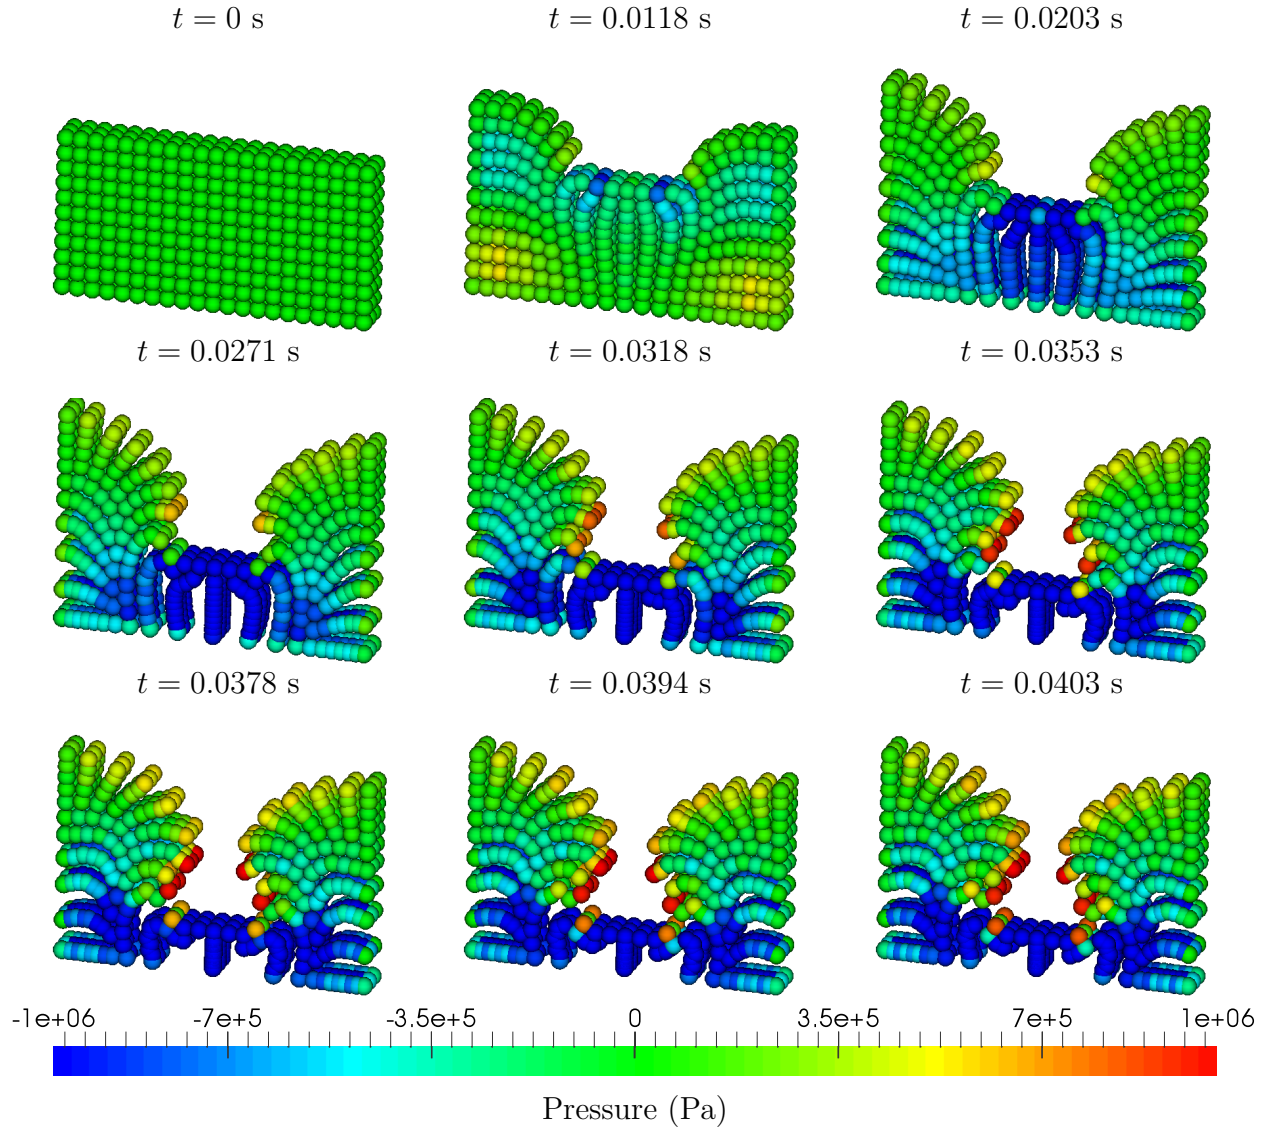 t = 0 s t = 0.0118 s t = 0.0203 s
t = 0.0271 s t = 0.0318 s t = 0.0353 s
t = 0.0378 s t = 0.0394 s t = 0.0403 s
-1e+06 -7e+5 -3.5e+5 0 3.5e+5 7e+5 1e+06
Pressure (Pa)